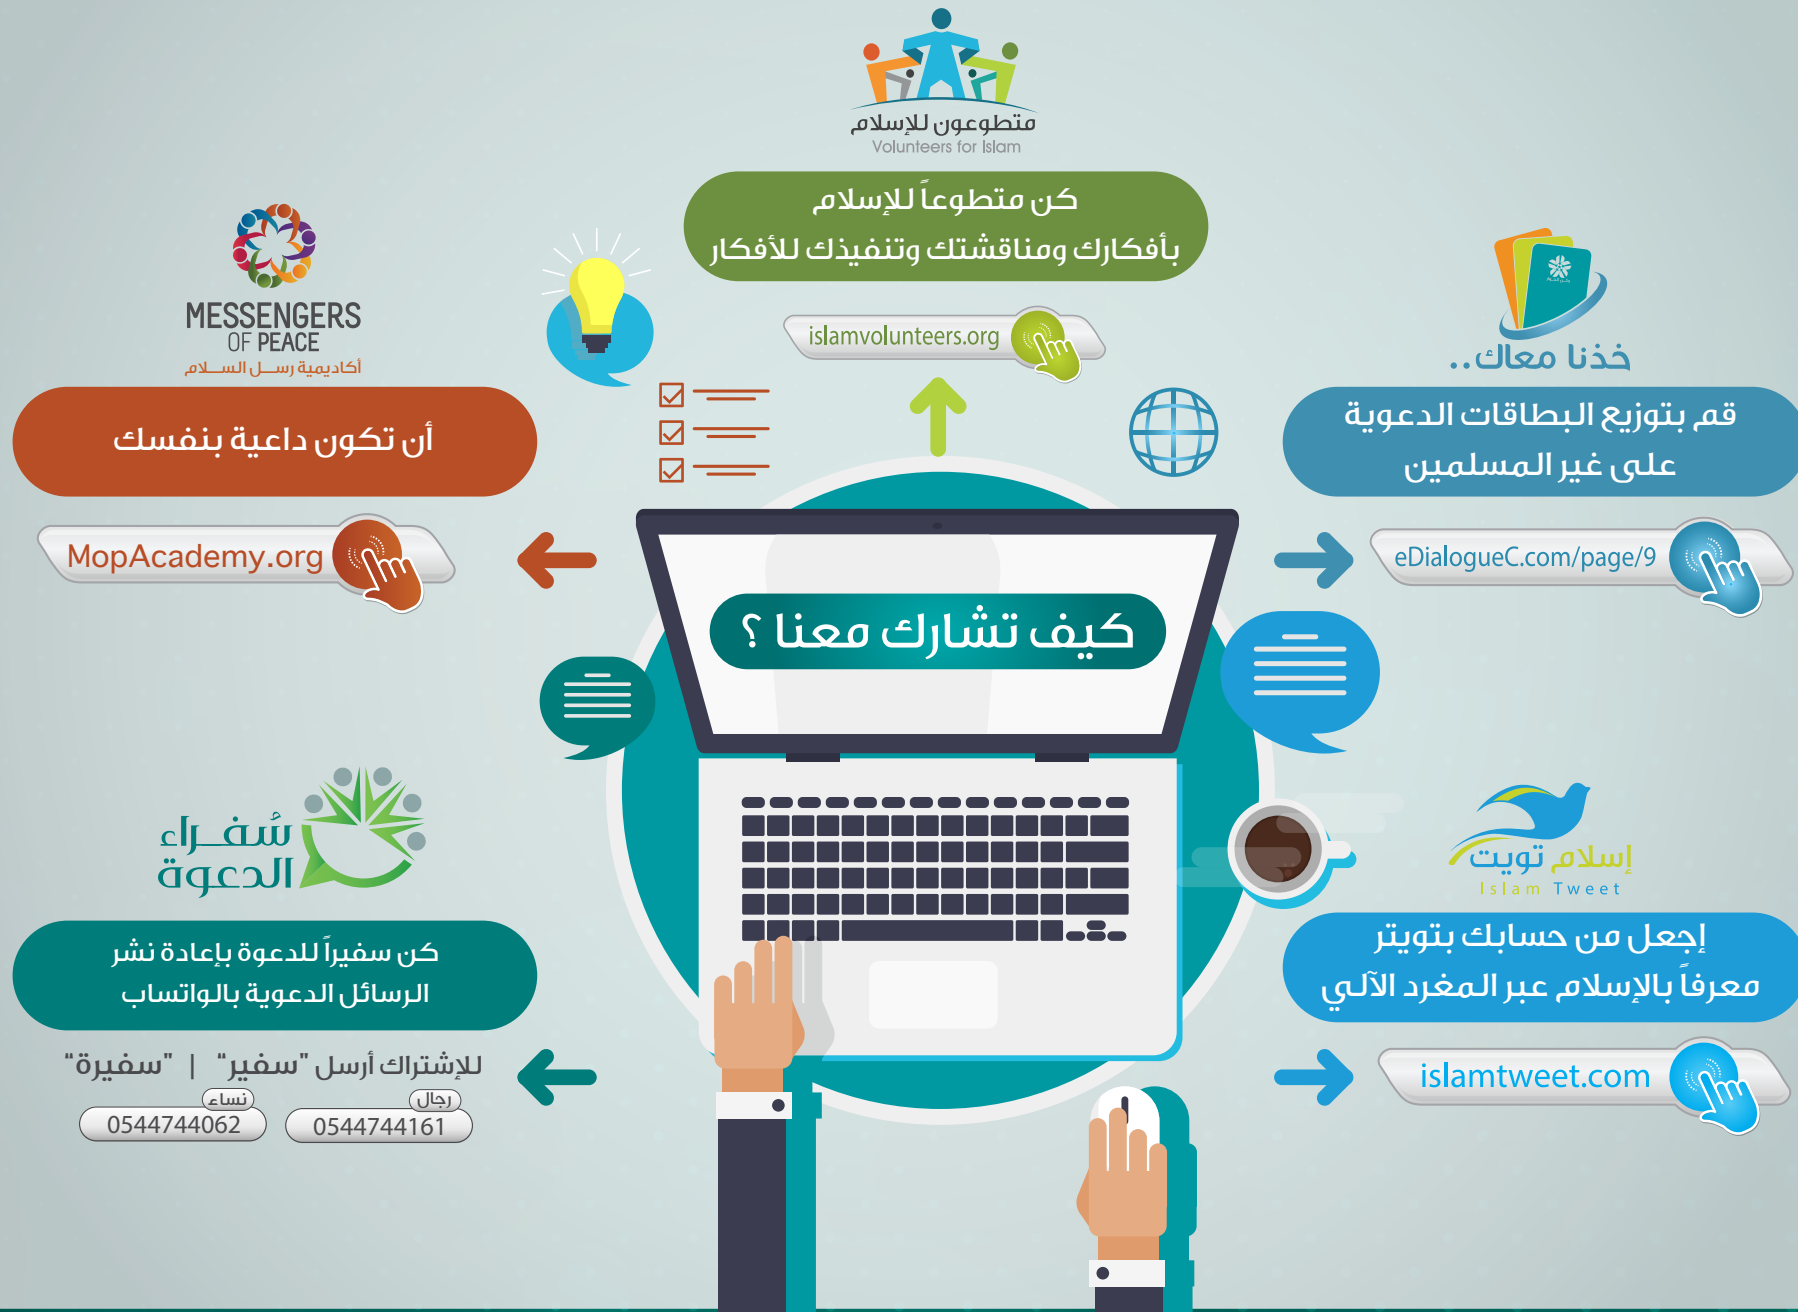 متطوعون للإسلام
Volunteers for Islam
كن متطوعاً للإسلام
بأفكارك ومناقشتك وتنفيذك للأفكار
islamvolunteers.org
خذنا معاك..
قم بتوزيع البطاقات الدعوية
على غير المسلمين
eDialogueC.com/page/9
MESSENGERS
OF PEACE
أكاديمية رســل الســلام
أن تكون داعية بنفسك
MopAcademy.org
كيف تشارك معنا ؟
إسلام تويت
Islam Tweet
إجعل من حسابك بتويتر
معرفاً بالإسلام عبر المغرد الآلي
islamtweet.com
سُفــراء
الدعوة
كن سفيراً للدعوة بإعادة نشر
الرسائل الدعوية بالواتساب
للإشتراك أرسل "سفير" | "سفيرة"
رجال
0544744161
نساء
0544744062